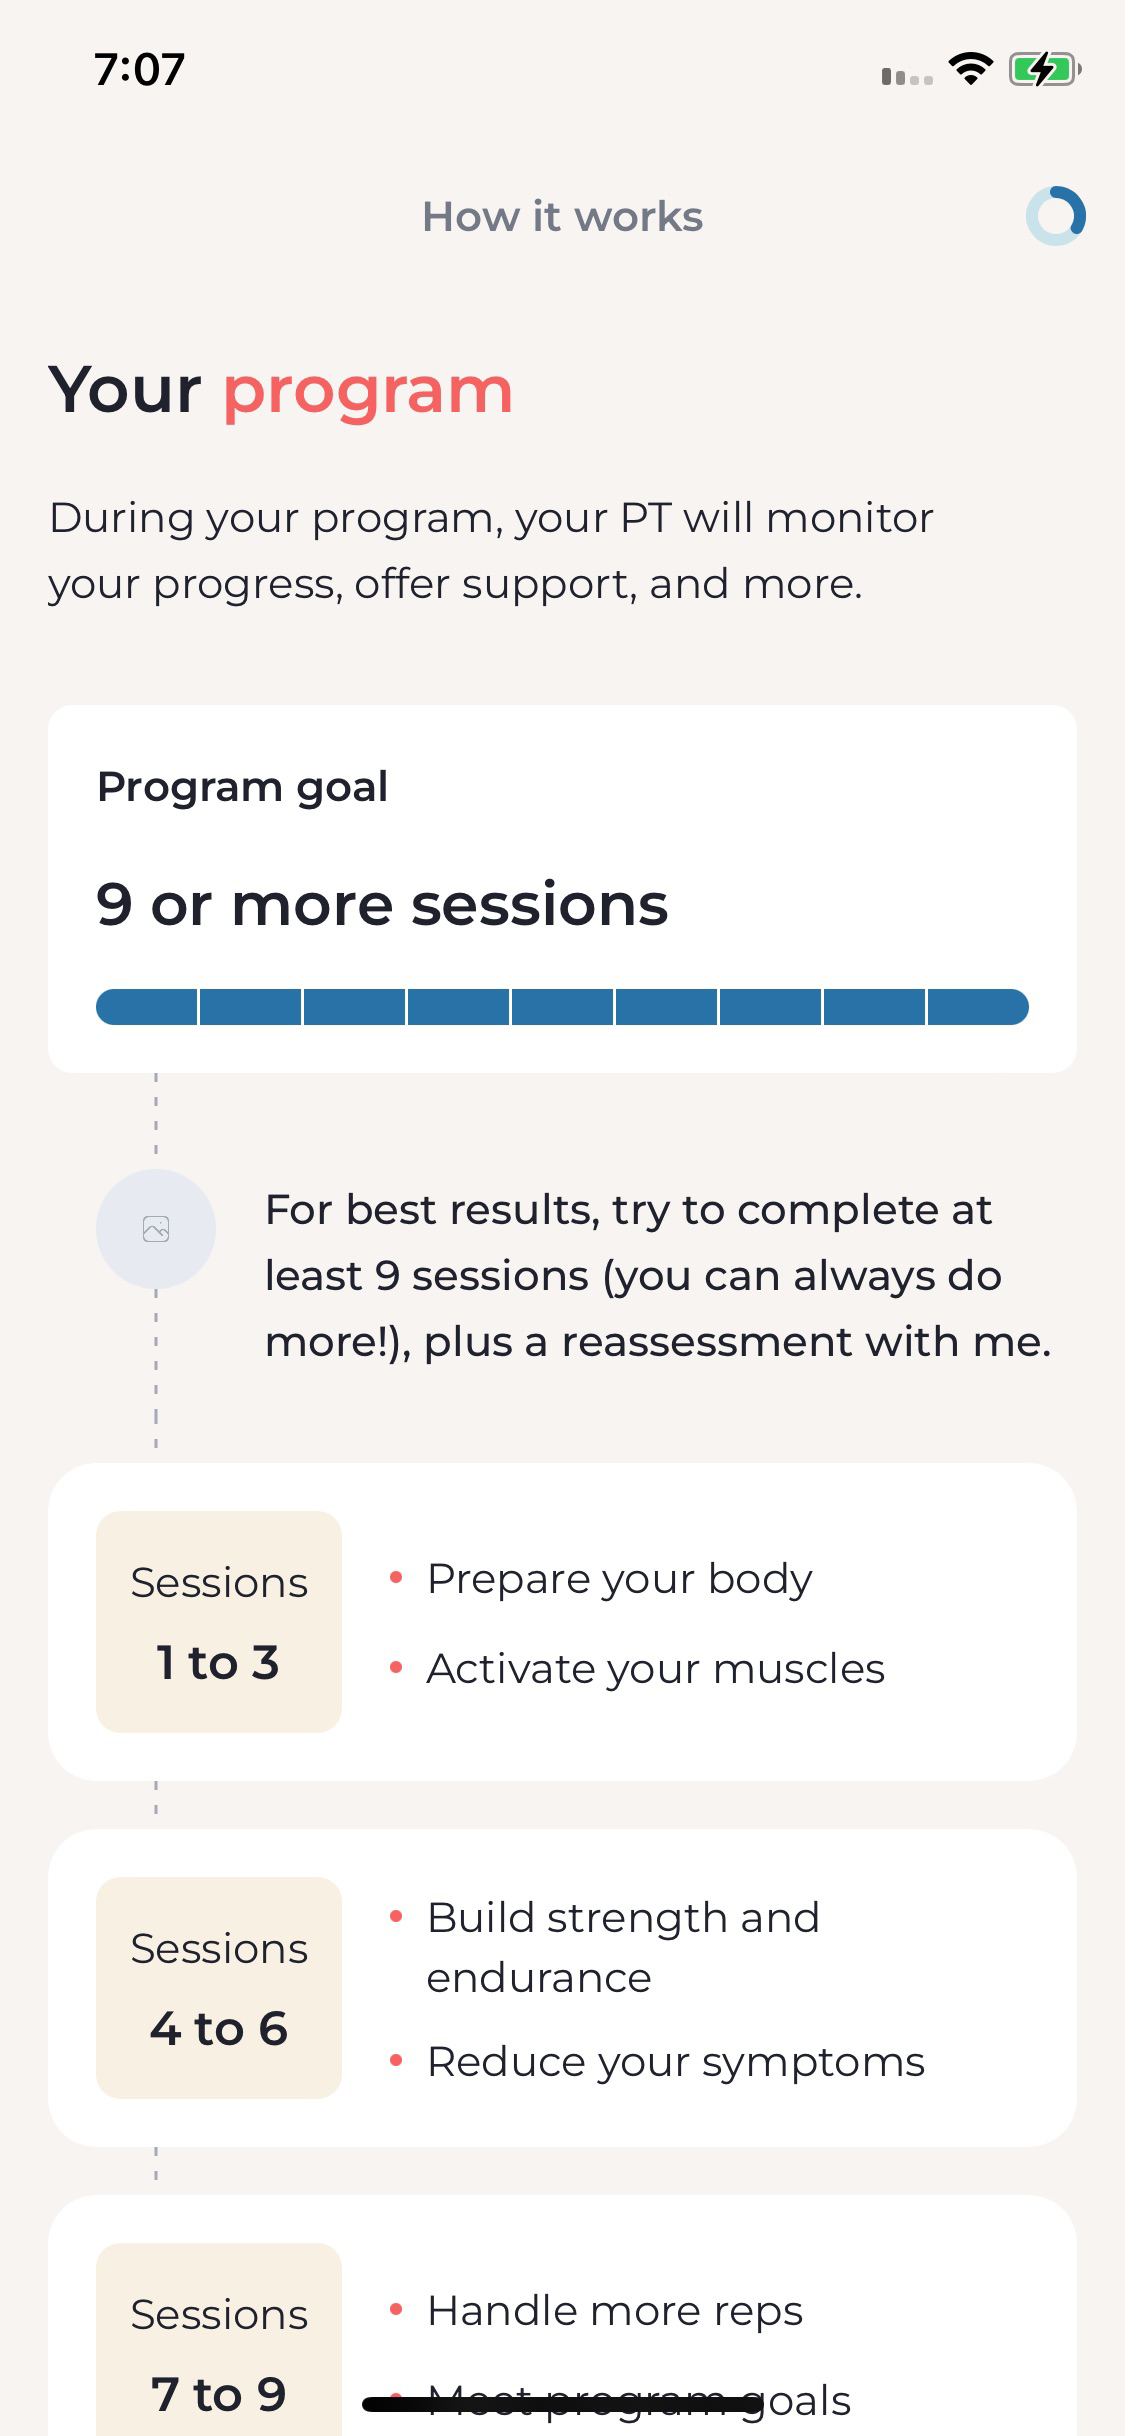 7:07
How it works
Your program
During your program, your PT will monitor
your progress, offer support, and more.
Program goal
9 or more sessions
For best results, try to complete at
least 9 sessions (you can always do
more!), plus a reassessment with me.
Sessions
1 to 3
• Prepare your body
• Activate your muscles
Sessions
4 to 6
• Build strength and
endurance
• Reduce your symptoms
Sessions
7 to 9
• Handle more reps
• Meet program goals